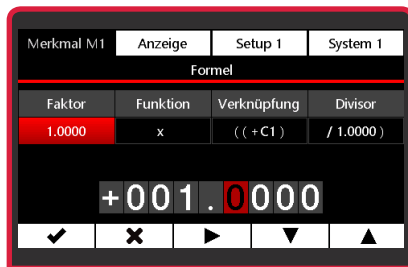 Merkmal M1 Anzeige Setup 1 System 1
Formel
Faktor Funktion Verknüpfung Divisor
1.0000 x ( ( +C1 ) / 1.0000 )
+001.0000